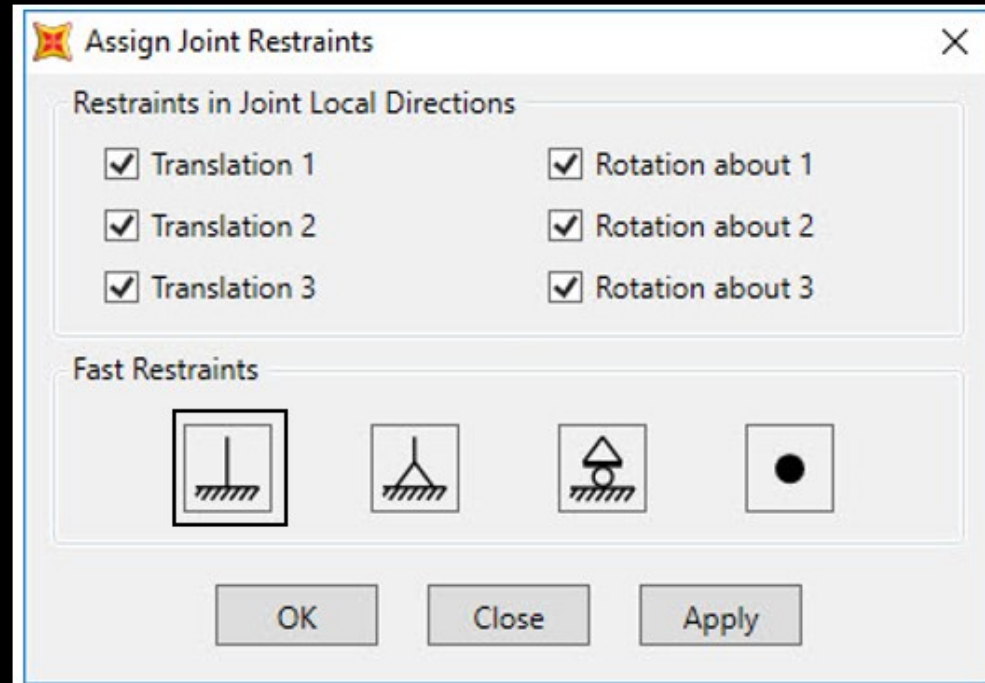 Assign Joint Restraints
Restraints in Joint Local Directions
Translation 1
Rotation about 1
Translation 2
Rotation about 2
Translation 3
Rotation about 3
Fast Restraints
OK
Close
Apply